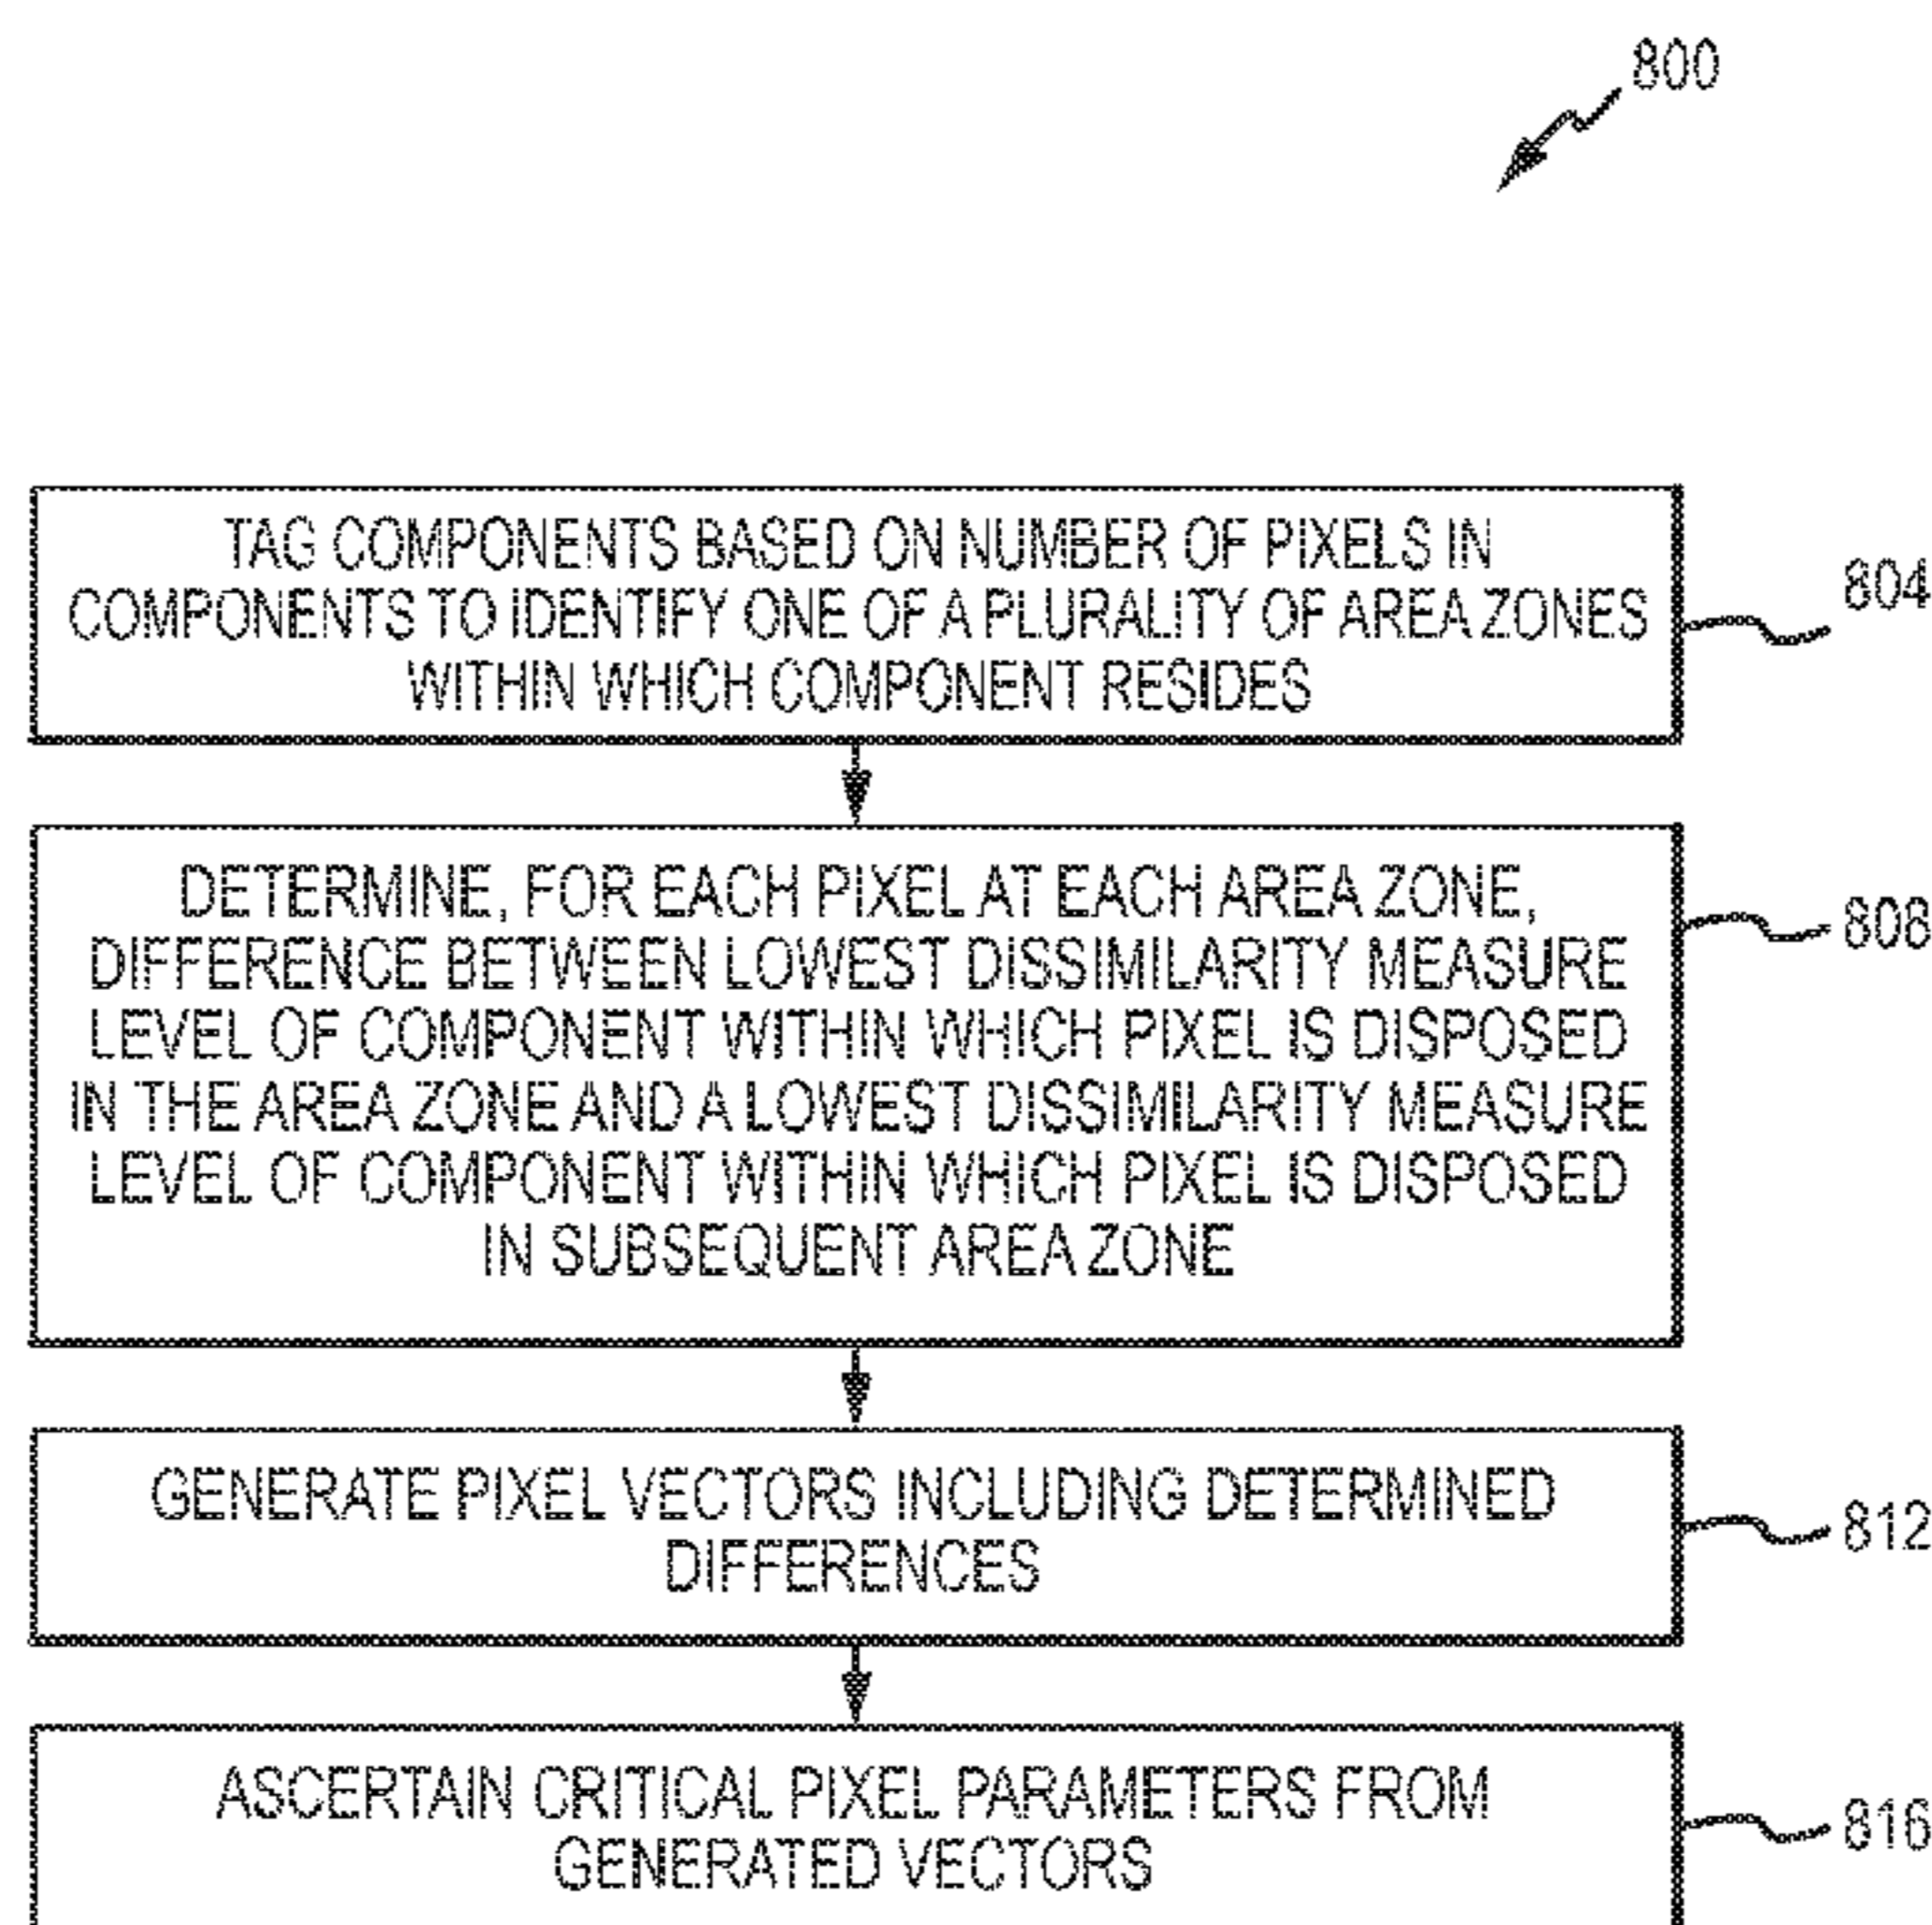 800
TAG COMPONENTS BASED ON NUMBER OF PIXELS IN
COMPONENTS TO IDENTIFY ONE OF A PLURALITY OF AREA ZONES
WITHIN WHICH COMPONENT RESIDES
804
DETERMINE, FOR EACH PIXEL AT EACH AREA ZONE,
DIFFERENCE BETWEEN LOWEST DISSIMILARITY MEASURE
LEVEL OF COMPONENT WITHIN WHICH PIXEL IS DISPOSED
IN THE AREA ZONE AND A LOWEST DISSIMILARITY MEASURE
LEVEL OF COMPONENT WITHIN WHICH PIXEL IS DISPOSED
IN SUBSEQUENT AREA ZONE
808
GENERATE PIXEL VECTORS INCLUDING DETERMINED
DIFFERENCES
812
ASCERTAIN CRITICAL PIXEL PARAMETERS FROM
GENERATED VECTORS
816